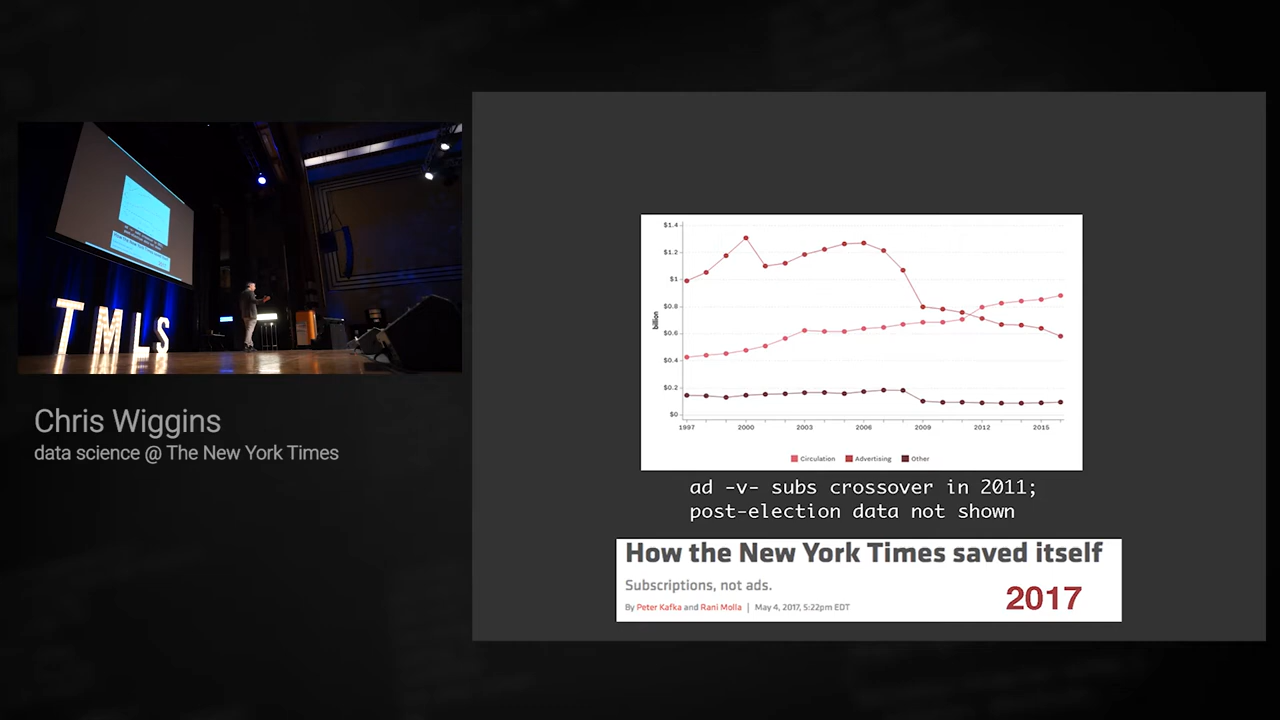 TMLS
Chris Wiggins
data science @ The New York Times
$1.4
$1.2
$1
$0.8
$0.6
$0.4
$0.2
$0
billion
1997 2000 2003 2006 2009 2012 2015
Circulation Advertising Other
ad -v- subs crossover in 2011;
post-election data not shown
How the New York Times saved itself
Subscriptions, not ads.
By Peter Kafka and Rani Molla | May 4, 2017, 5:22pm EDT
2017